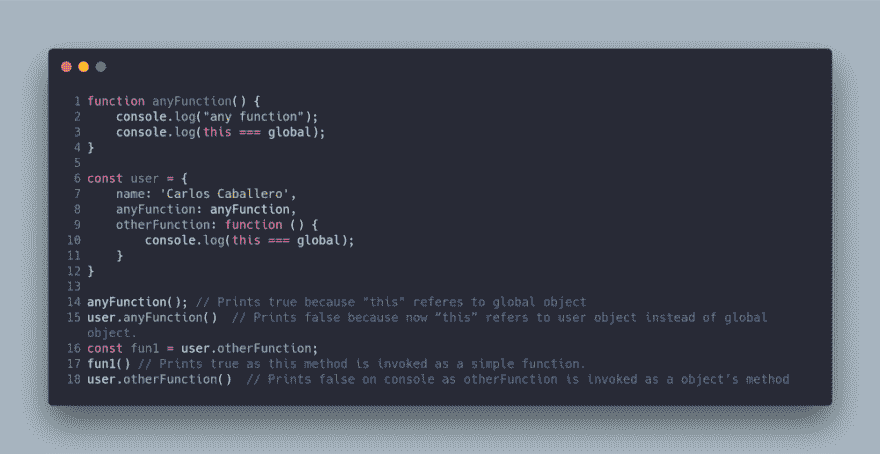 1 function anyFunction() {
2 console.log("any function");
3 console.log(this === global);
4 }
5
6 const user = {
7 name: 'Carlos Caballero',
8 anyFunction: anyFunction,
9 otherFunction: function () {
10 console.log(this === global);
11 }
12 }
13
14 anyFunction(); // Prints true because "this" referes to global object
15 user.anyFunction() // Prints false because now “this” refers to user object instead of global
object.
16 const fun1 = user.otherFunction;
17 fun1() // Prints true as this method is invoked as a simple function.
18 user.otherFunction() // Prints false on console as otherFunction is invoked as a object’s method